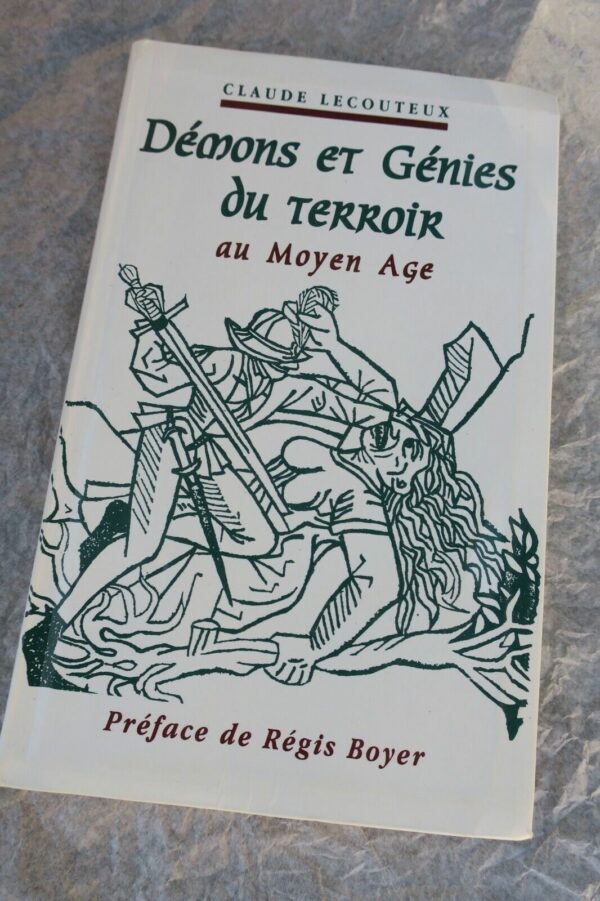 CLAUDE LECOUTEUX
Démons et Génies
du terroir
au Moyen Age
Préface de Régis Boyer